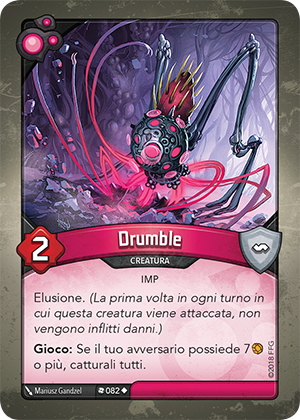 Drumble
2
CREATURA
IMP
Elusione. (La prima volta in ogni turno in
cui questa creatura viene attaccata, non
vengono inflitti danni.)
Gioco: Se il tuo avversario possiede 7
o più, catturali tutti.
Mariusz Gandzel
082
©2018 FFG